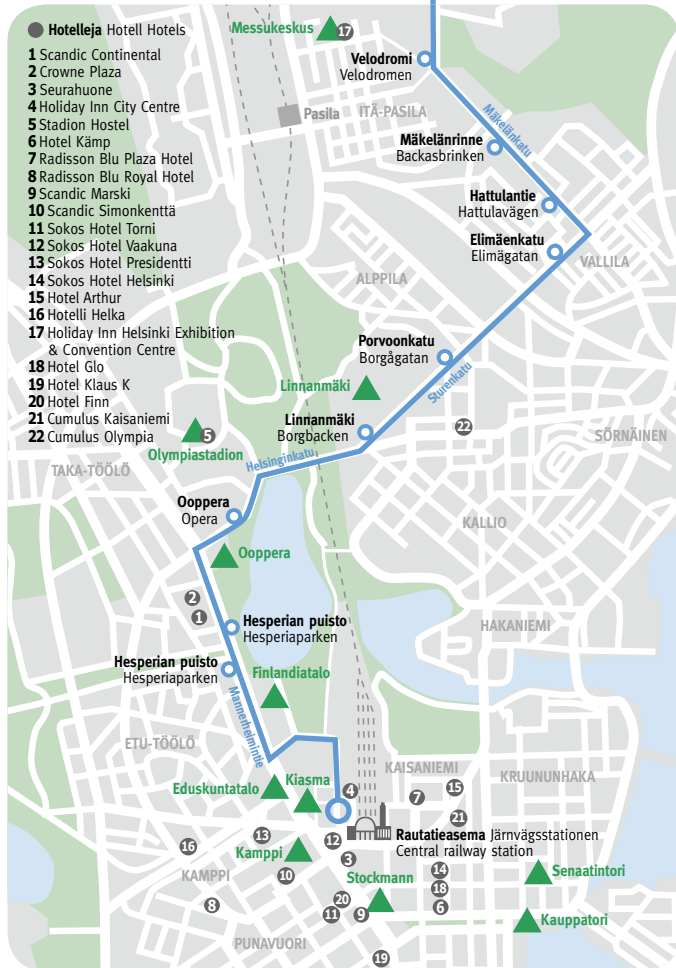 Hotelleja Hotell Hotels
1 Scandic Continental
2 Crowne Plaza
3 Seurahuone
4 Holiday Inn City Centre
5 Stadion Hostel
6 Hotel Kämp
7 Radisson Blu Plaza Hotel
8 Radisson Blu Royal Hotel
9 Scandic Marski
10 Scandic Simonkenttä
11 Sokos Hotel Torni
12 Sokos Hotel Vaakuna
13 Sokos Hotel Presidentti
14 Sokos Hotel Helsinki
15 Hotel Arthur
16 Hotelli Helka
17 Holiday Inn Helsinki Exhibition
& Convention Centre
18 Hotel Glo
19 Hotel Klaus K
20 Hotel Finn
21 Cumulus Kaisaniemi
22 Cumulus Olympia
Messukeskus
17
Velodromi
Velodromen
Pasila
ITÄ-PASILA
Mäkelänkatu
Mäkelänrinne
Backasbrinken
Hattulantie
Hattulavägen
Elimäenkatu
Elimägatan
VALLILA
ALPPILA
Porvoonkatu
Borgågatan
Sturenkatu
Linnanmäki
Linnanmäki
Borgbacken
22
SÖRNÄINEN
5
Olympiastadion
TAKA-TÖÖLÖ
Helsinginkatu
Ooppera
Opera
KALLIO
Ooppera
2
1
Hesperian puisto
Hesperiaparken
HAKANIEMI
Hesperian puisto
Hesperiaparken
Finlandiatalo
Mannerheimintie
ETU-TÖÖLÖ
KAISANIEMI
KRUUNUNHAKA
Eduskuntatalo
Kiasma
4
7
15
21
Rautatieasema Järnvägsstationen
Central railway station
13
12
16
Kamppi
3
KAMPPI
10
Stockmann
14
18
Senaatintori
8
20
11
9
6
Kauppatori
PUNAVUORI
19